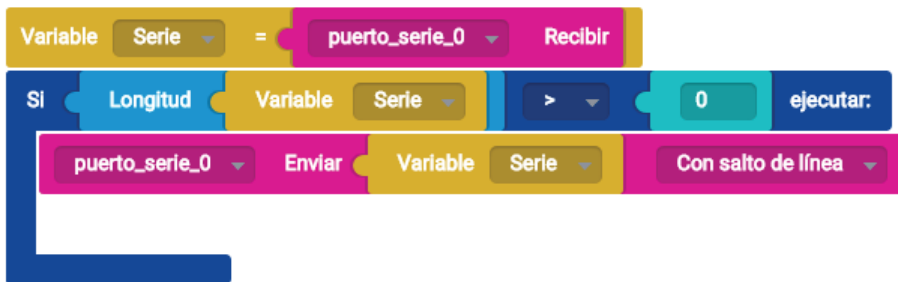 Variable Serie = puerto_serie_0 Recibir
Si Longitud Variable Serie > 0 ejecutar:
puerto_serie_0 Enviar Variable Serie Con salto de línea